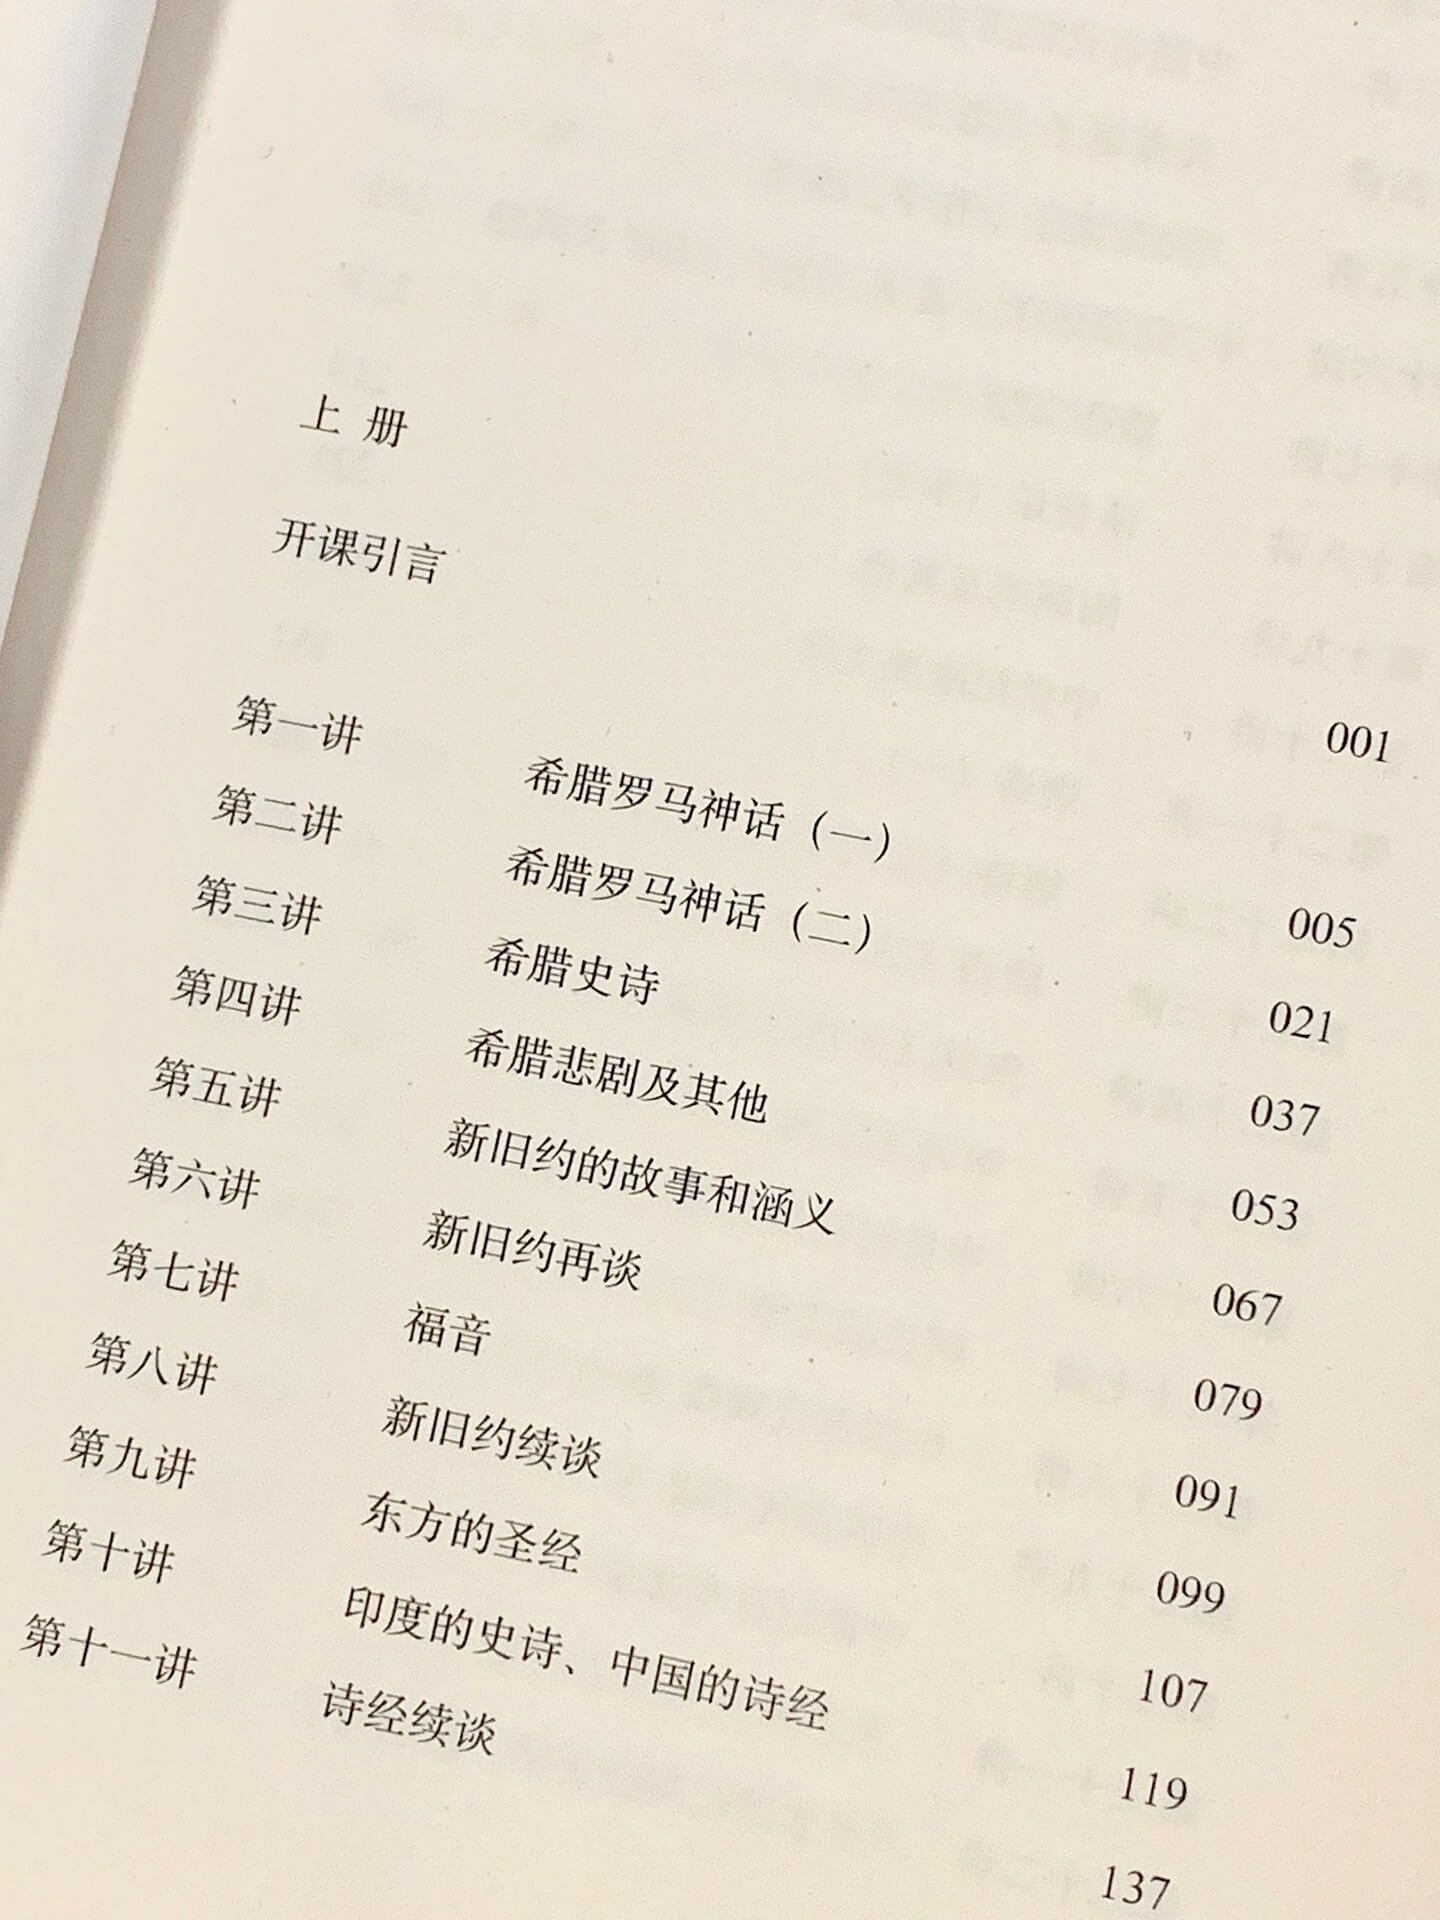 上 册
开课引言 001
第一讲 希腊罗马神话（一） 005
第二讲 希腊罗马神话（二） 021
第三讲 希腊史诗 037
第四讲 希腊悲剧及其他 053
第五讲 新旧约的故事和涵义 067
第六讲 新旧约再谈 079
第七讲 福音 091
第八讲 新旧约续谈 099
第九讲 东方的圣经 107
第十讲 印度的史诗、中国的诗经 119
第十一讲 诗经续谈 137